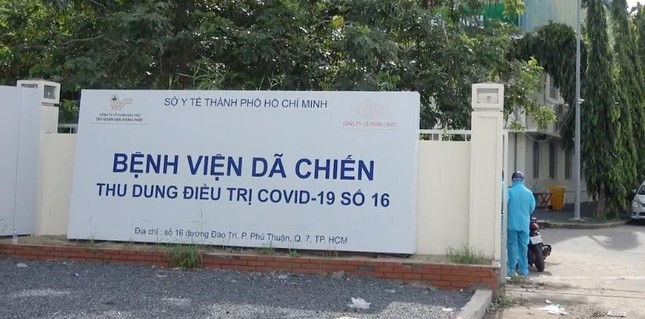 SỞ Y TẾ THÀNH PHỐ HỒ CHÍ MINH
BỆNH VIỆN DÃ CHIẾN
THU DUNG ĐIỀU TRỊ COVID-19 SỐ 16
Địa chỉ : số 16 đường Đào Trí, P. Phú Thuận, Q. 7, TP. HCM